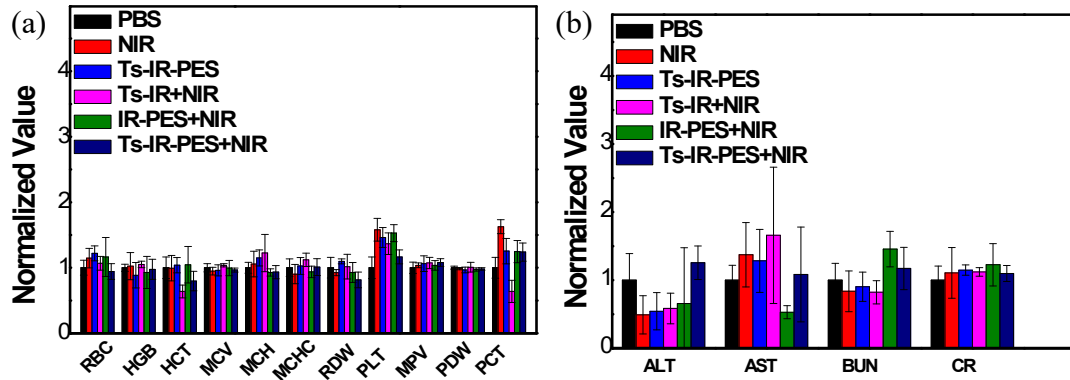 (a)
PBS
NIR
Ts-IR-PES
Ts-IR+NIR
IR-PES+NIR
Ts-IR-PES+NIR
Normalized Value
4
3
2
1
0
RBC HGB HCT MCV MCH MCHC RDW PLT MPV PDW PCT
(b)
PBS
NIR
Ts-IR-PES
Ts-IR+NIR
IR-PES+NIR
Ts-IR-PES+NIR
Normalized Value
4
3
2
1
0
ALT AST BUN CR